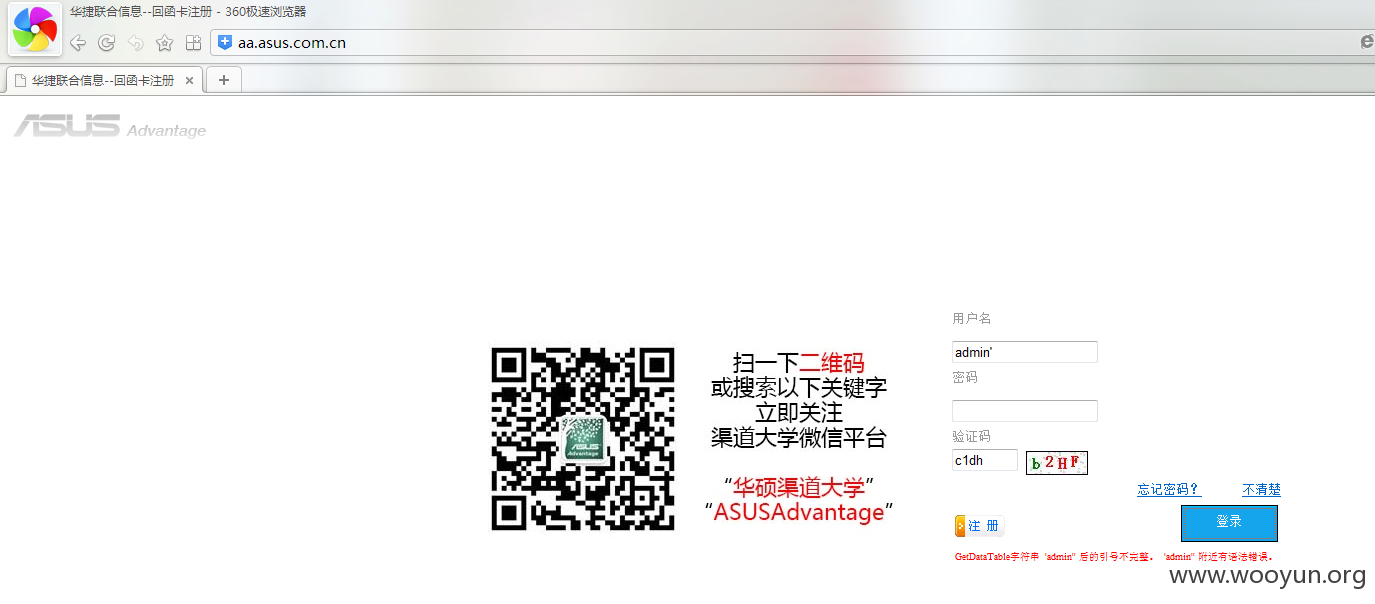 华捷联合信息--回函卡注册 - 360极速浏览器
aa.asus.com.cn
华捷联合信息--回函卡注册
ASUS Advantage
用户名
admin'
密码
验证码
c1dh
b2HF
忘记密码?
不清楚
注 册
登录
GetDataTable字符串 'admin'' 后的引号不完整。 'admin'' 附近有语法错误。
扫一下二维码
或搜索以下关键字
立即关注
渠道大学微信平台
“华硕渠道大学”
“ASUSAdvantage”
ASUS
Advantage
www.wooyun.org